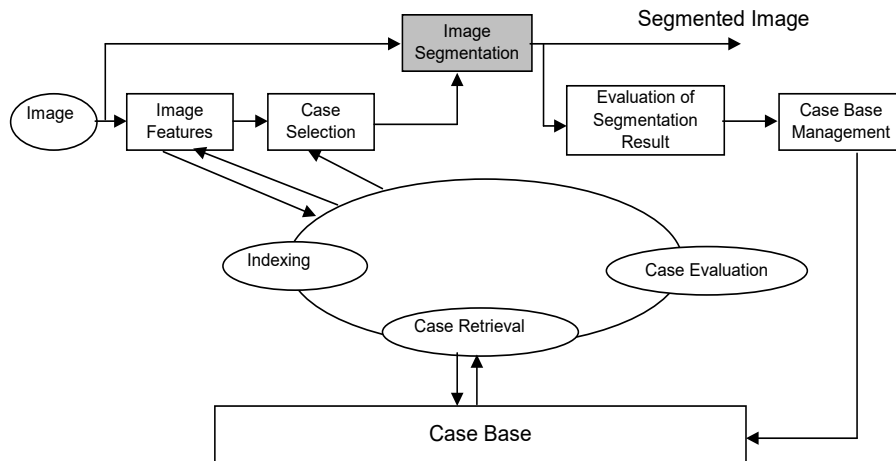 Segmented Image
Image
Segmentation
Image
Image
Features
Case
Selection
Evaluation of
Segmentation
Result
Case Base
Management
Indexing
Case Evaluation
Case Retrieval
Case Base